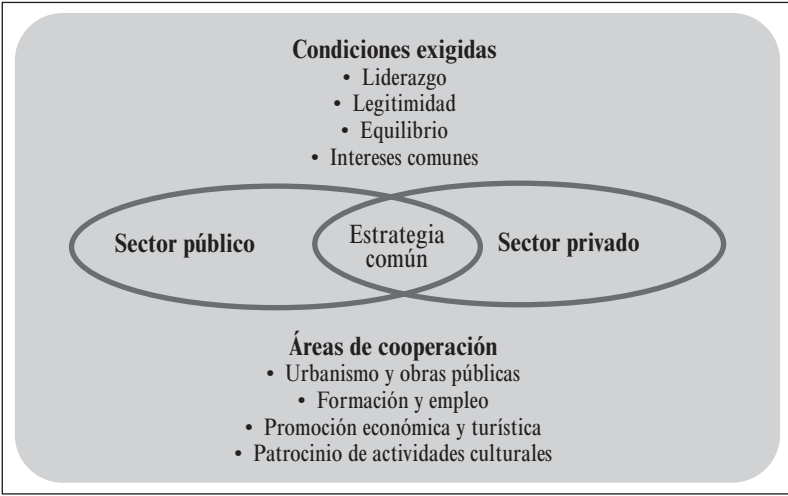 Condiciones exigidas
• Liderazgo
• Legitimidad
• Equilibrio
• Intereses comunes
Sector público
Estrategia
común
Sector privado
Áreas de cooperación
• Urbanismo y obras públicas
• Formación y empleo
• Promoción económica y turística
• Patrocinio de actividades culturales